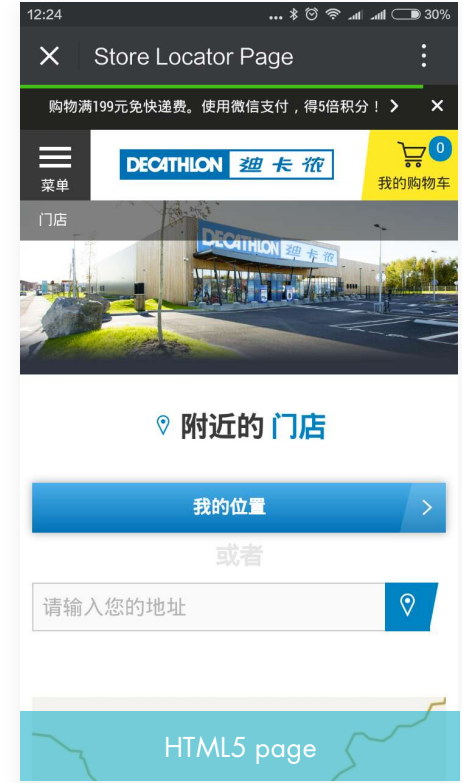 12:24 ... 30%
Store Locator Page
购物满199元免快递费。使用微信支付，得5倍积分！
菜单
DECATHLON 迪卡侬
0
我的购物车
门店
DECATHLON 迪卡侬
附近的 门店
我的位置
或者
请输入您的地址
HTML5 page